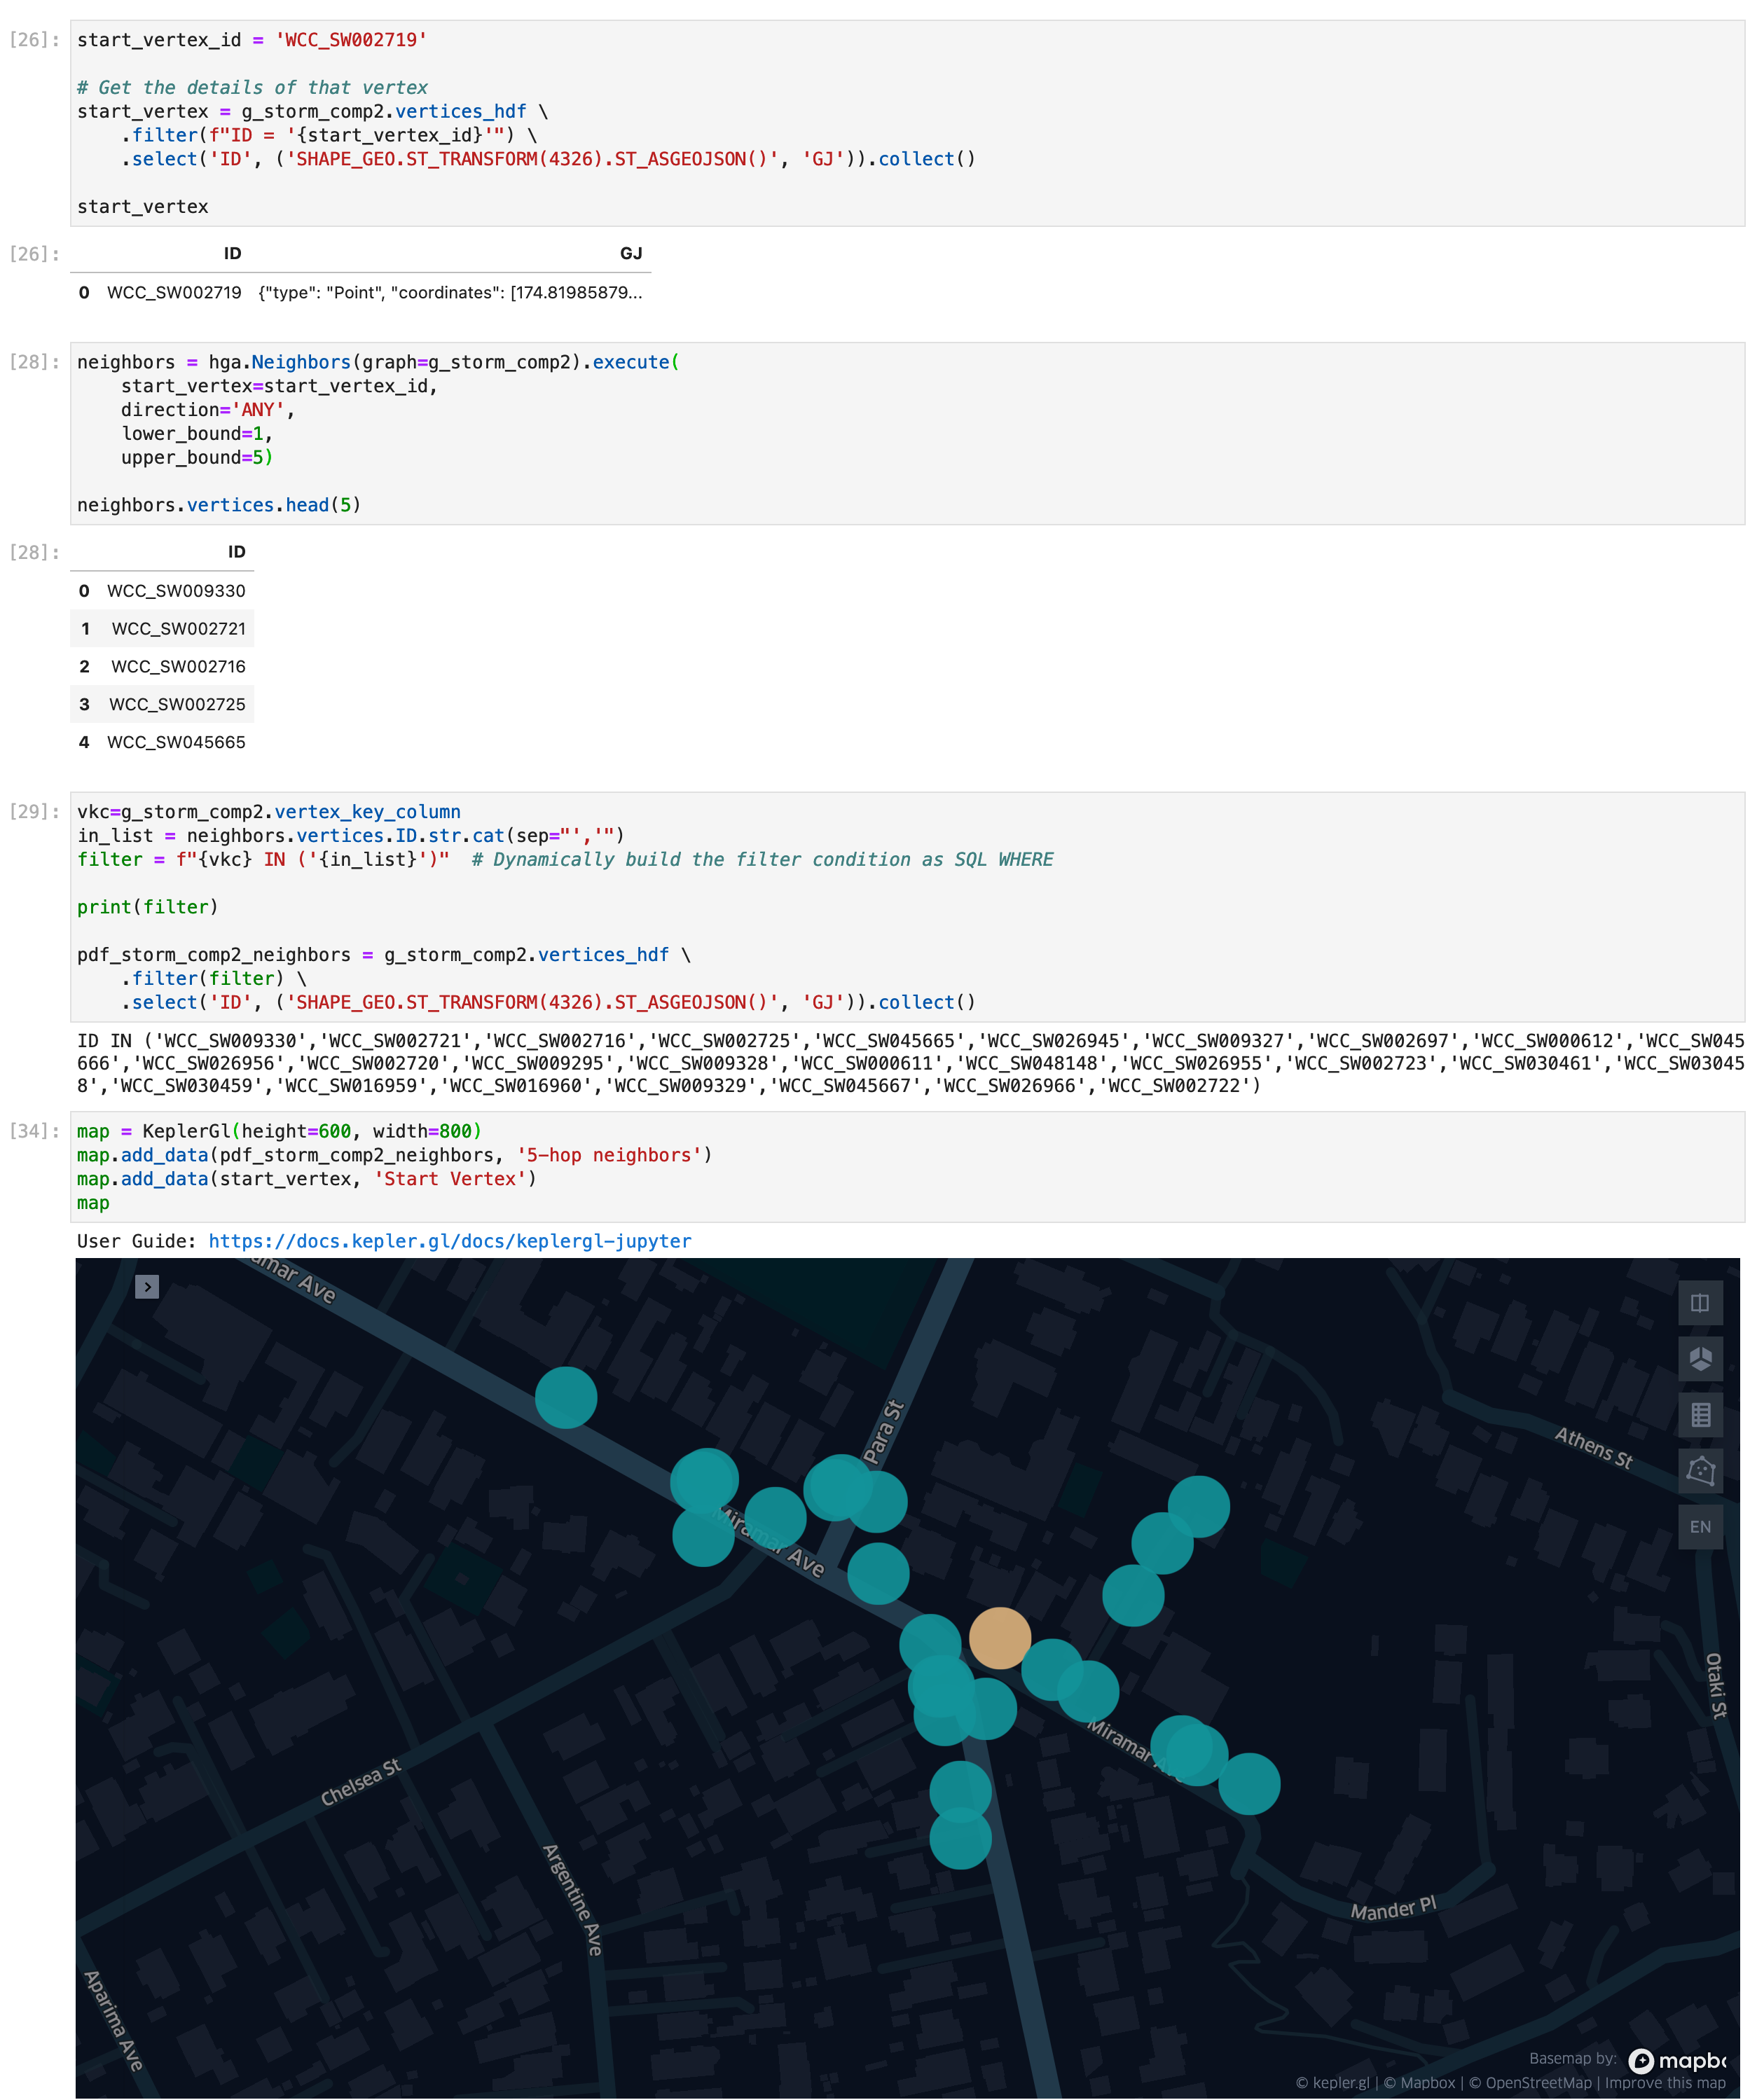 [26]:
start_vertex_id = 'WCC_SW002719'
# Get the details of that vertex
start_vertex = g_storm_comp2.vertices_hdf \
    .filter(f"ID = '{start_vertex_id}'") \
    .select('ID', ('SHAPE_GEO.ST_TRANSFORM(4326).ST_ASGEOJSON()', 'GJ')).collect()
start_vertex
[26]:
ID GJ
0 WCC_SW002719 {"type": "Point", "coordinates": [174.81985879...
[28]:
neighbors = hga.Neighbors(graph=g_storm_comp2).execute(
    start_vertex=start_vertex_id,
    direction='ANY',
    lower_bound=1,
    upper_bound=5)
neighbors.vertices.head(5)
[28]:
ID
0 WCC_SW009330
1 WCC_SW002721
2 WCC_SW002716
3 WCC_SW002725
4 WCC_SW045665
[29]:
vkc=g_storm_comp2.vertex_key_column
in_list = neighbors.vertices.ID.str.cat(sep="','")
filter = f"{vkc} IN ('{in_list}')"  # Dynamically build the filter condition as SQL WHERE
print(filter)
pdf_storm_comp2_neighbors = g_storm_comp2.vertices_hdf \
    .filter(filter) \
    .select('ID', ('SHAPE_GEO.ST_TRANSFORM(4326).ST_ASGEOJSON()', 'GJ')).collect()
ID IN ('WCC_SW009330','WCC_SW002721','WCC_SW002716','WCC_SW002725','WCC_SW045665','WCC_SW026945','WCC_SW009327','WCC_SW002697','WCC_SW000612','WCC_SW045
666','WCC_SW026956','WCC_SW002720','WCC_SW009295','WCC_SW009328','WCC_SW000611','WCC_SW048148','WCC_SW026955','WCC_SW002723','WCC_SW030461','WCC_SW03045
8','WCC_SW030459','WCC_SW016959','WCC_SW016960','WCC_SW009329','WCC_SW045667','WCC_SW026966','WCC_SW002722')
[34]:
map = KeplerGl(height=600, width=800)
map.add_data(pdf_storm_comp2_neighbors, '5-hop neighbors')
map.add_data(start_vertex, 'Start Vertex')
map
User Guide: https://docs.kepler.gl/docs/keplergl-jupyter
amar Ave
Para St
Athens St
EN
Miramar Ave
Otaki St
Miramar A
Chelsea St
Argentine Ave
Mander Pl
Aparima Ave
Basemap by: mapb
© kepler.gl | © Mapbox | © OpenStreetMap | Improve this map